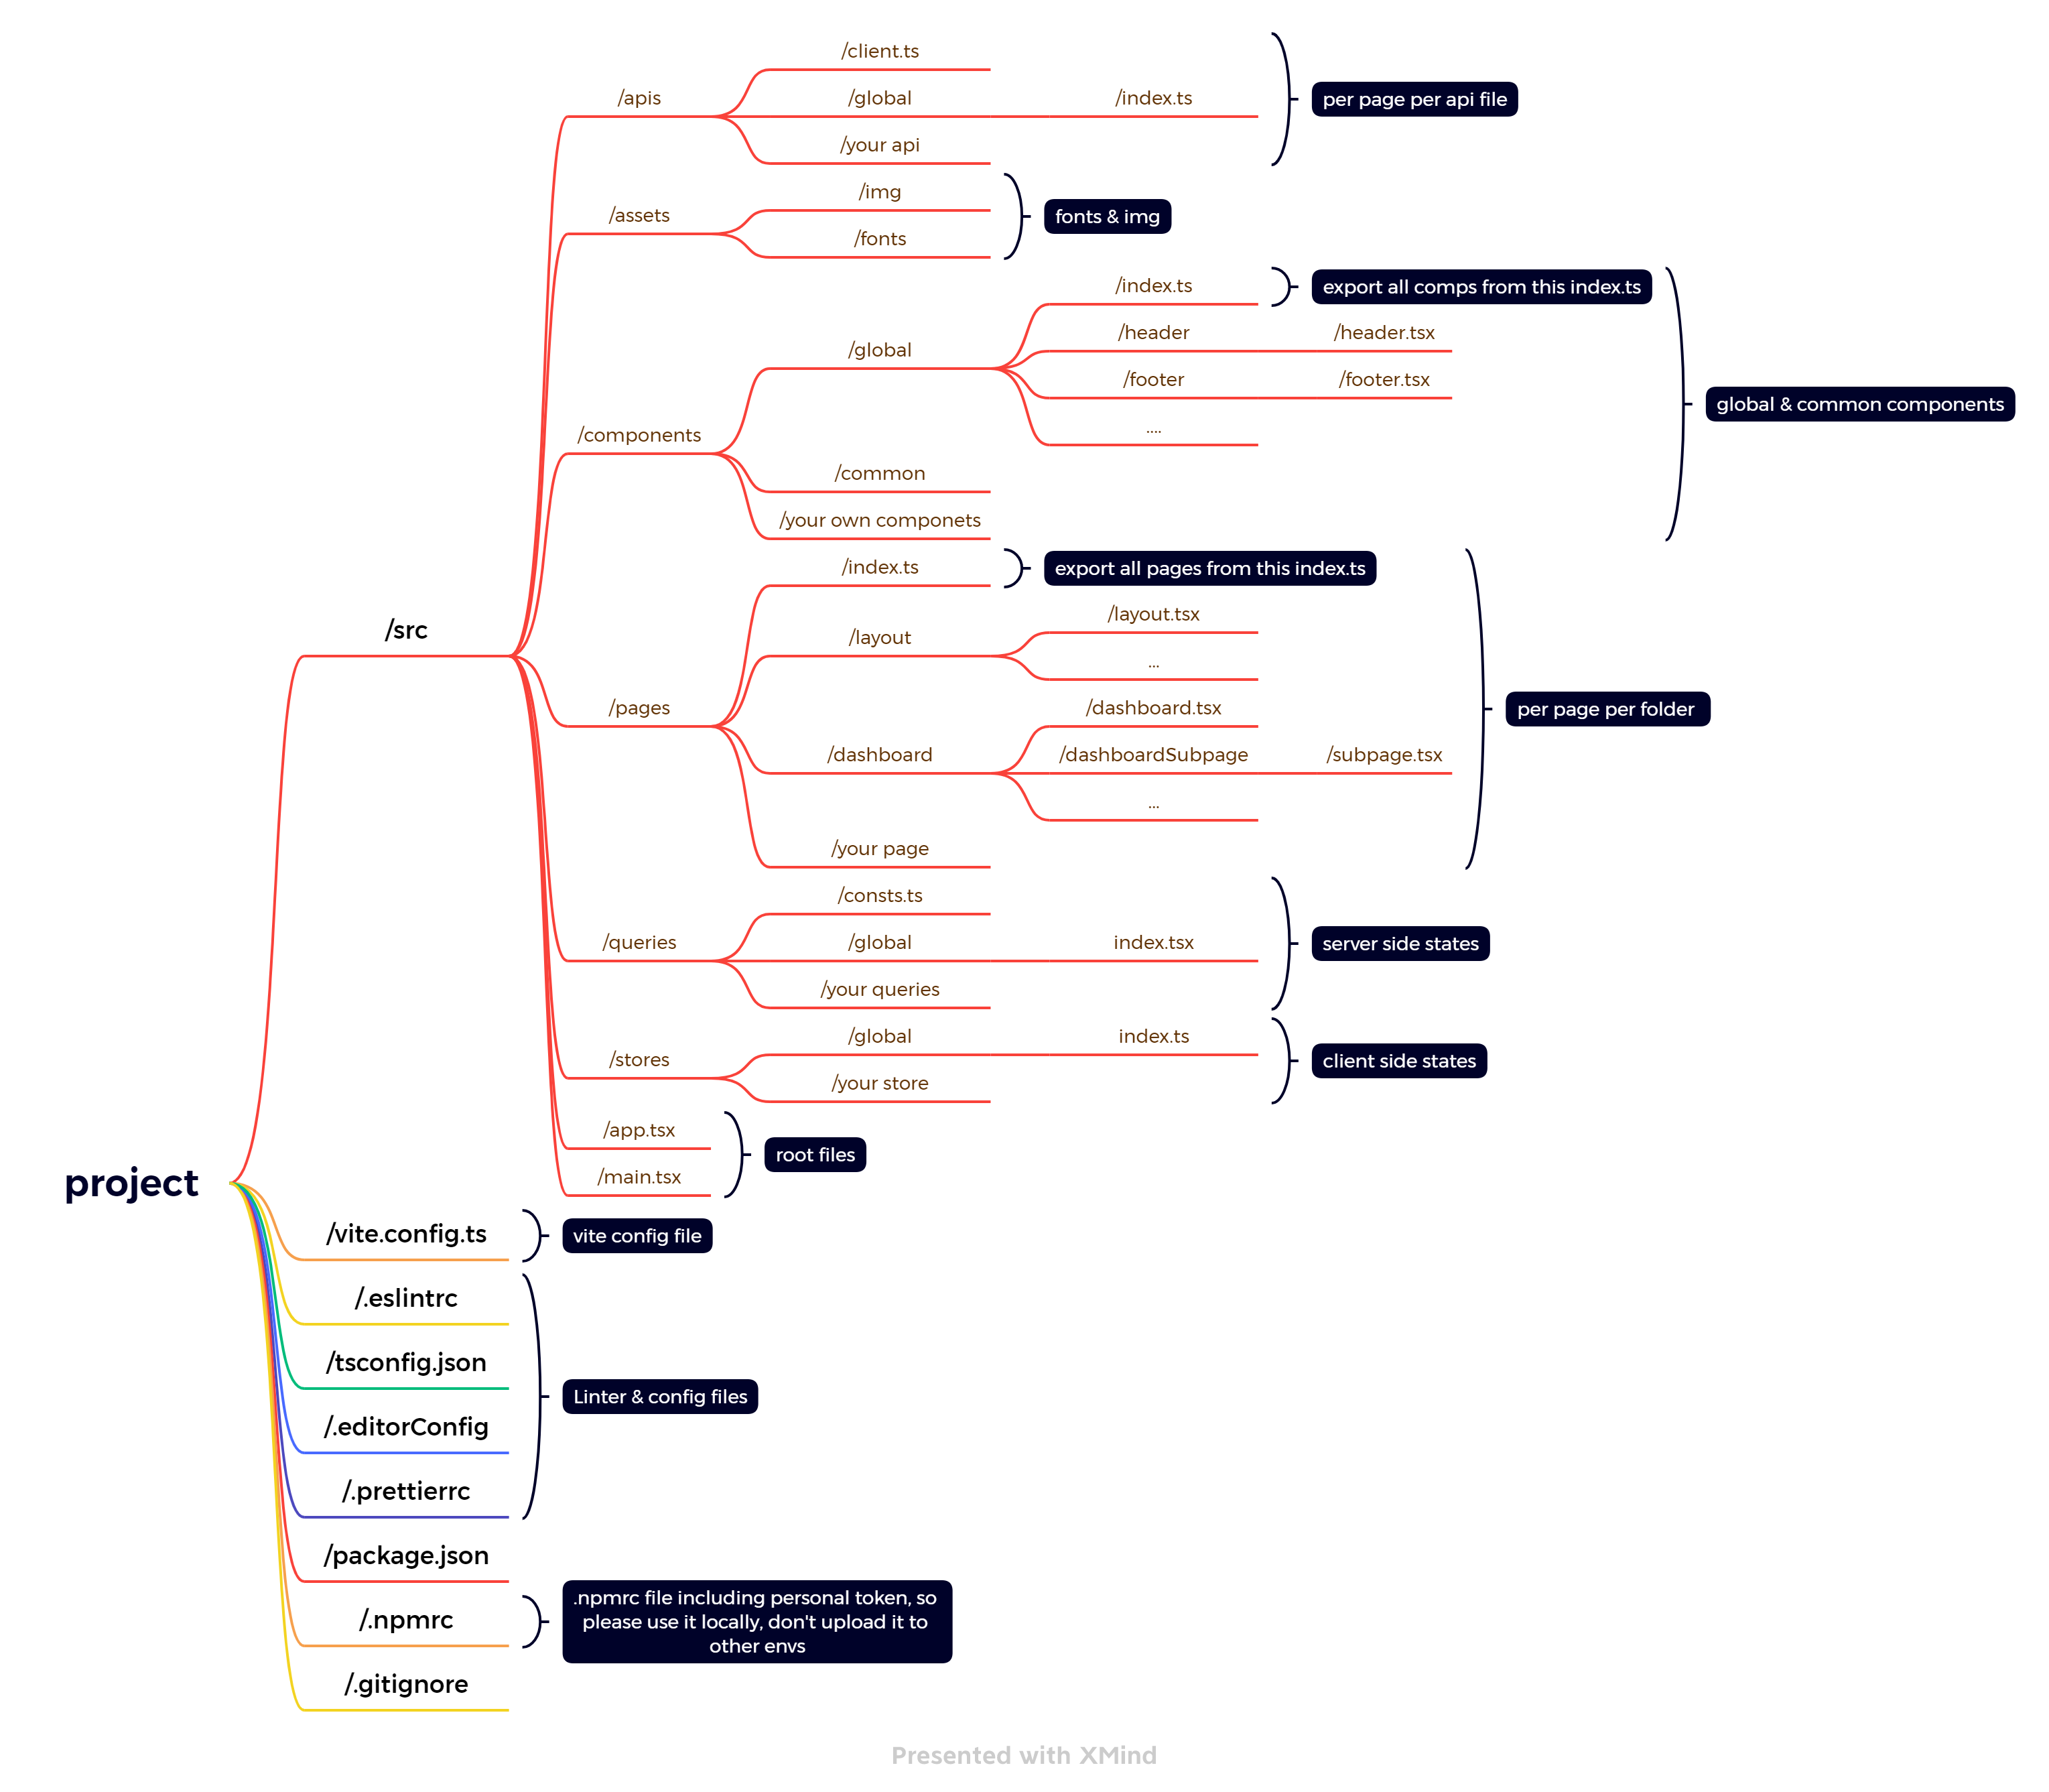 project
/src
/apis
/client.ts
/global
/index.ts
/your api
per page per api file
/assets
/img
/fonts
fonts & img
/components
/global
/index.ts
export all comps from this index.ts
/header
/header.tsx
/footer
/footer.tsx
....
/common
/your own componets
global & common components
/pages
/index.ts
export all pages from this index.ts
/layout
/layout.tsx
...
/dashboard
/dashboard.tsx
/dashboardSubpage
/subpage.tsx
...
/your page
per page per folder
/queries
/consts.ts
/global
index.tsx
/your queries
server side states
/stores
/global
index.ts
/your store
client side states
/app.tsx
/main.tsx
root files
/vite.config.ts
vite config file
/.eslintrc
/tsconfig.json
/.editorConfig
/.prettierrc
Linter & config files
/package.json
/.npmrc
.npmrc file including personal token, so
please use it locally, don't upload it to
other envs
/.gitignore
Presented with XMind